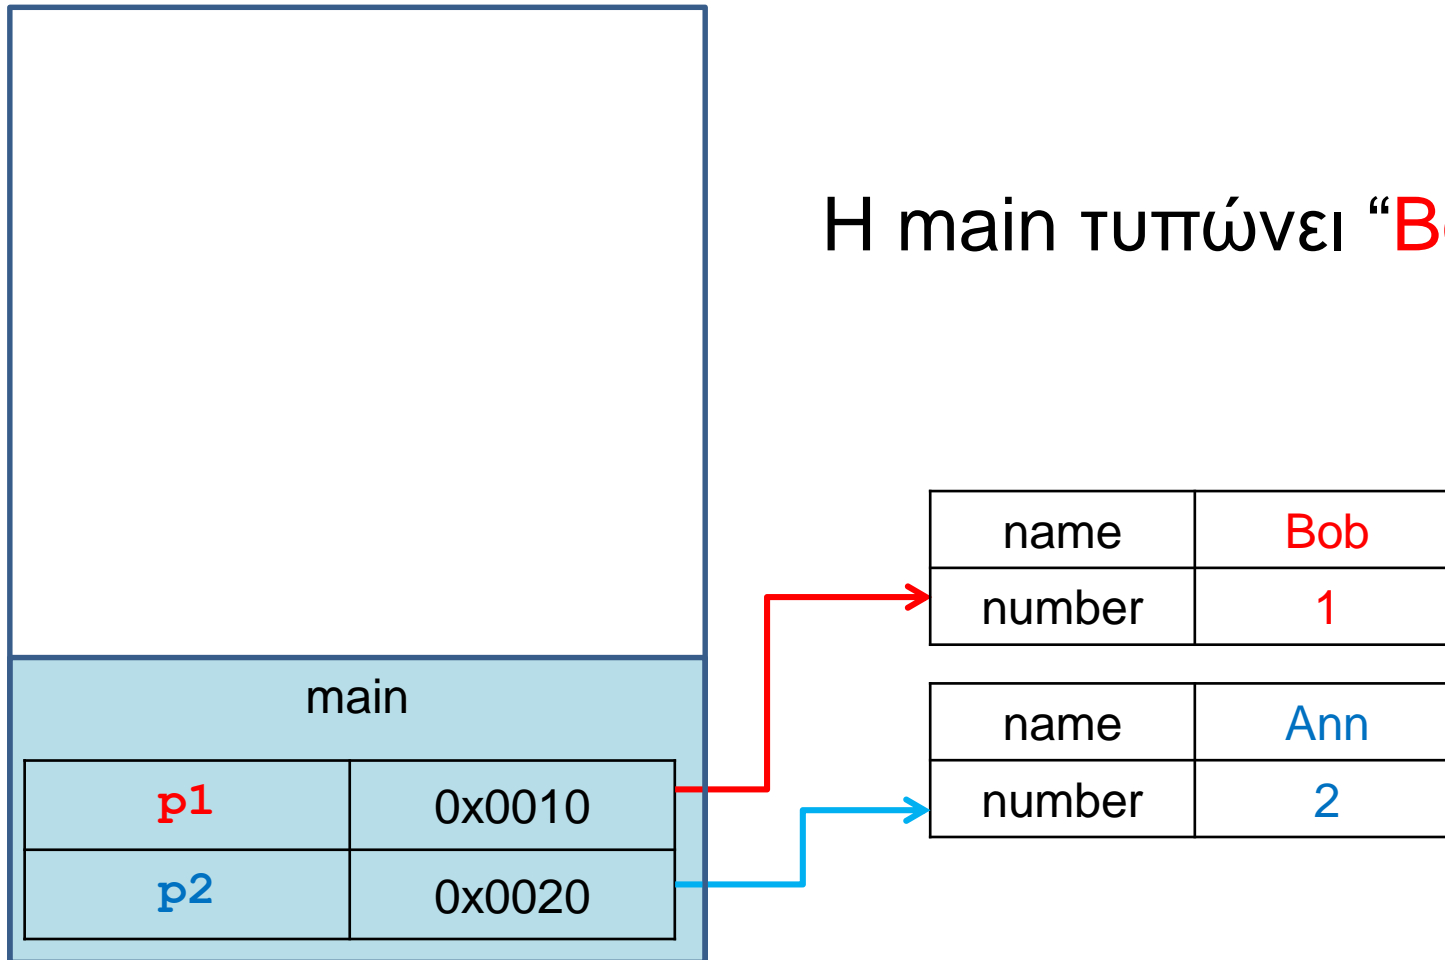 Η main τυπώνει “
name Bob
number 1
main
name Ann
p1 0x0010
number 2
p2 0x0020